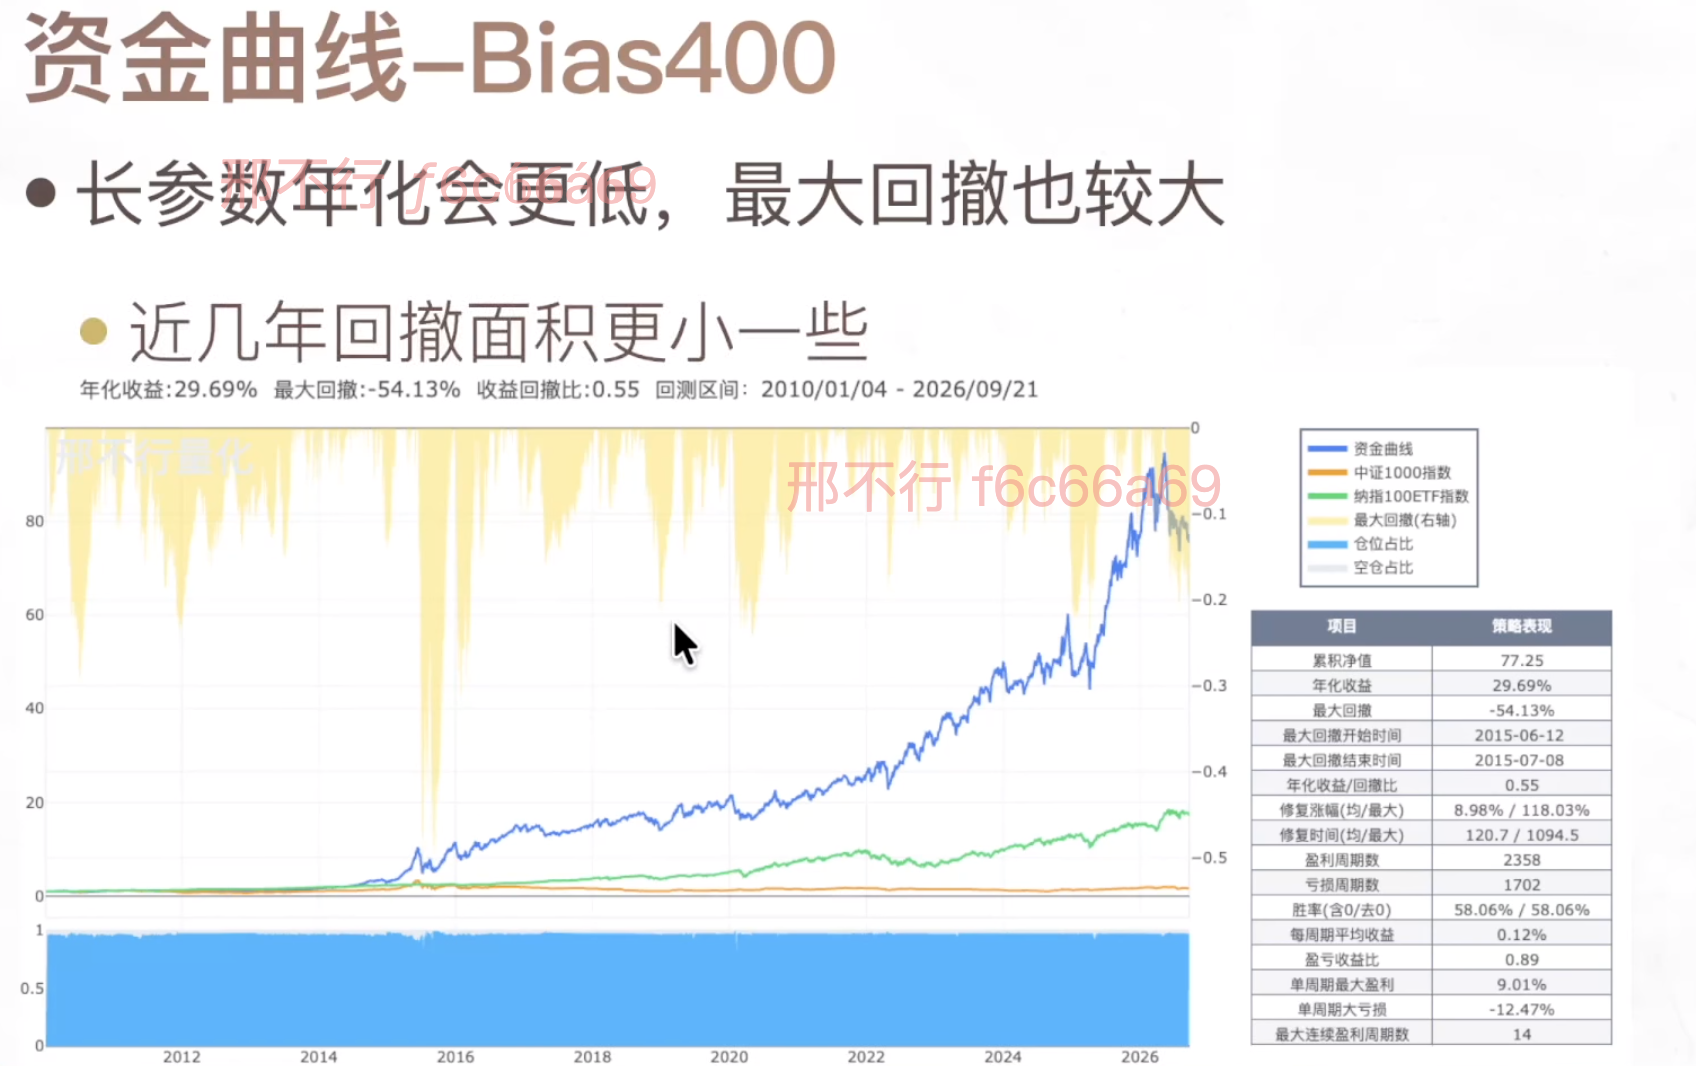 资金曲线–Bias400
长参数年化会更低，最大回撤也较大
邢不行 f6c66a69
近几年回撤面积更小一些
年化收益:29.69% 最大回撤:-54.13% 收益回撤比:0.55 回测区间：2010/01/04 - 2026/09/21
邢不行量化
邢不行 f6c66a69
80
60
40
20
0
0
−0.1
−0.2
−0.3
−0.4
−0.5
1
0.5
0
2012 2014 2016 2018 2020 2022 2024 2026
资金曲线
中证1000指数
纳指100ETF指数
最大回撤(右轴)
仓位占比
空仓占比
项目 策略表现
累积净值 77.25
年化收益 29.69%
最大回撤 -54.13%
最大回撤开始时间 2015-06-12
最大回撤结束时间 2015-07-08
年化收益/回撤比 0.55
修复涨幅(均/最大) 8.98% / 118.03%
修复时间(均/最大) 120.7 / 1094.5
盈利周期数 2358
亏损周期数 1702
胜率(含0/去0) 58.06% / 58.06%
每周期平均收益 0.12%
盈亏收益比 0.89
单周期最大盈利 9.01%
单周期大亏损 -12.47%
最大连续盈利周期数 14